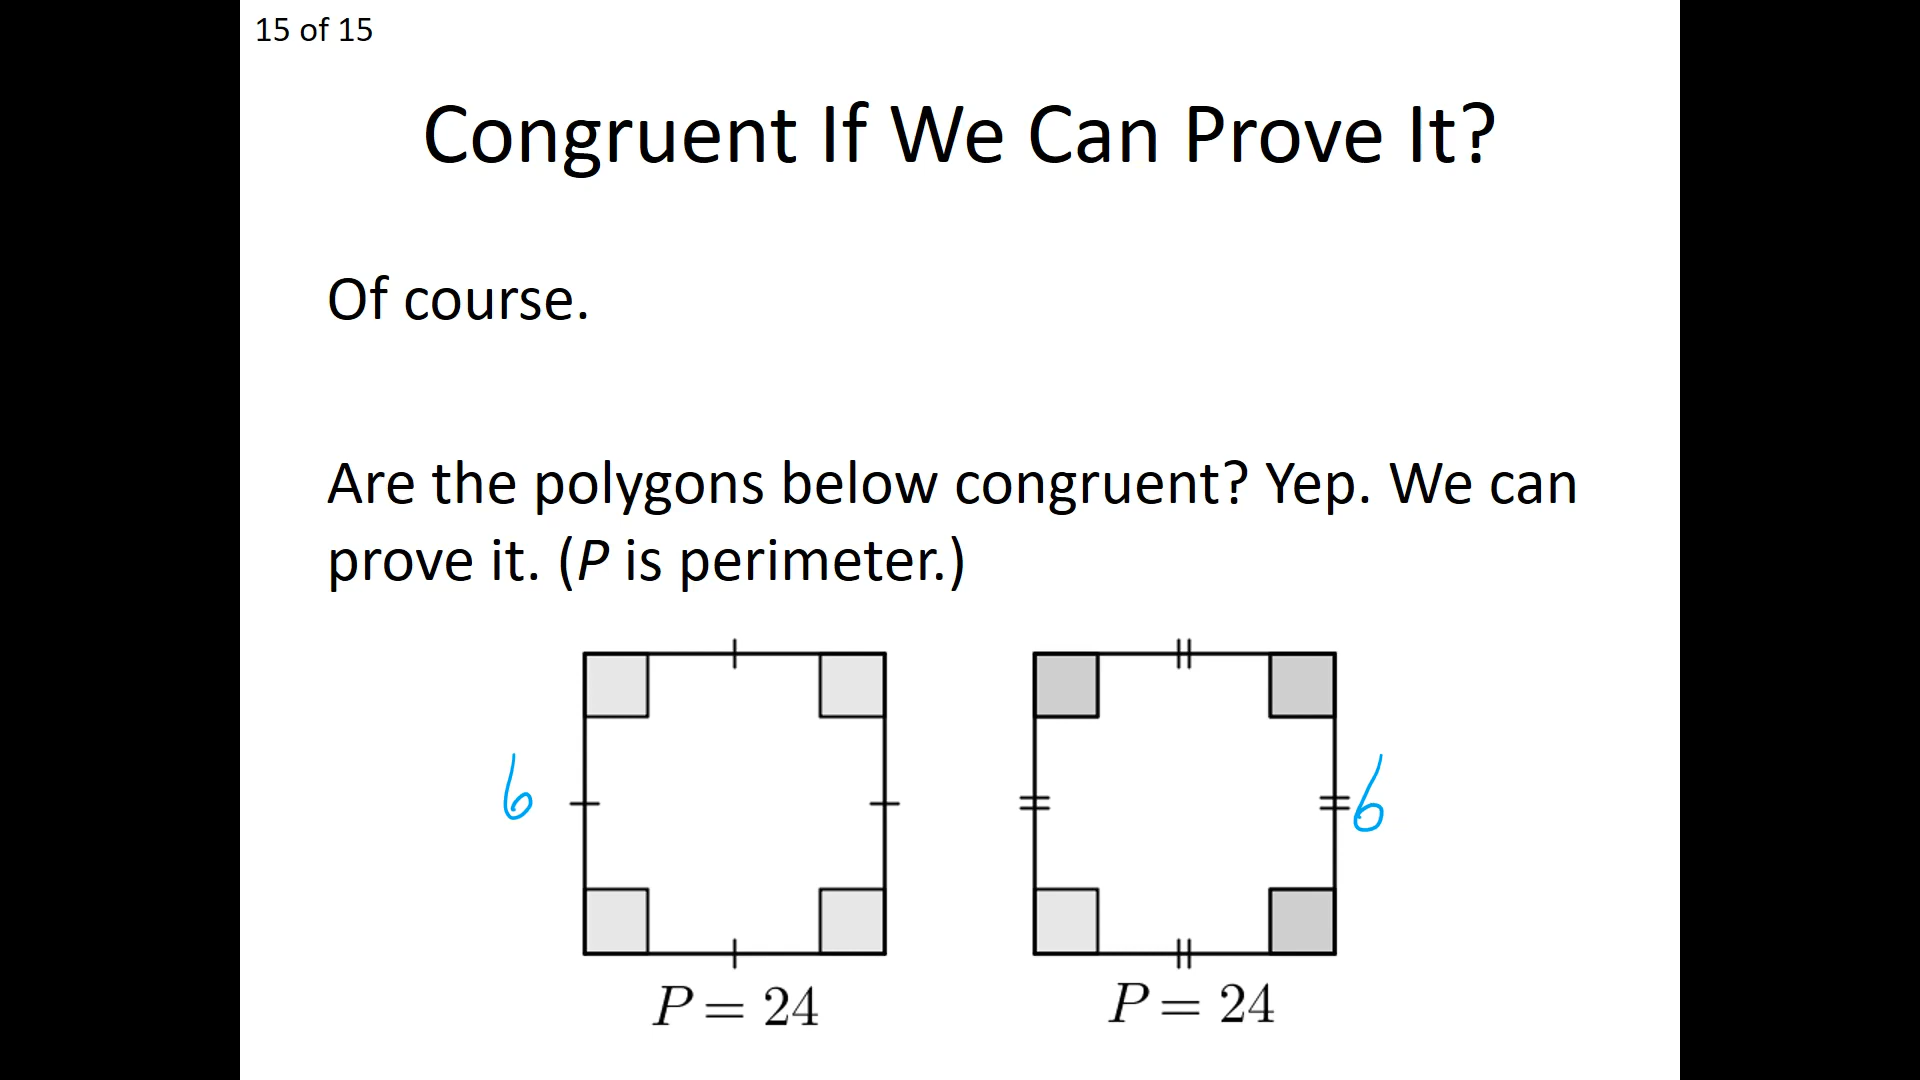 15 of 15
Congruent If We Can Prove It?
Of course.
Are the polygons below congruent? Yep. We can
prove it. (P is perimeter.)
6 6
P = 24 P = 24